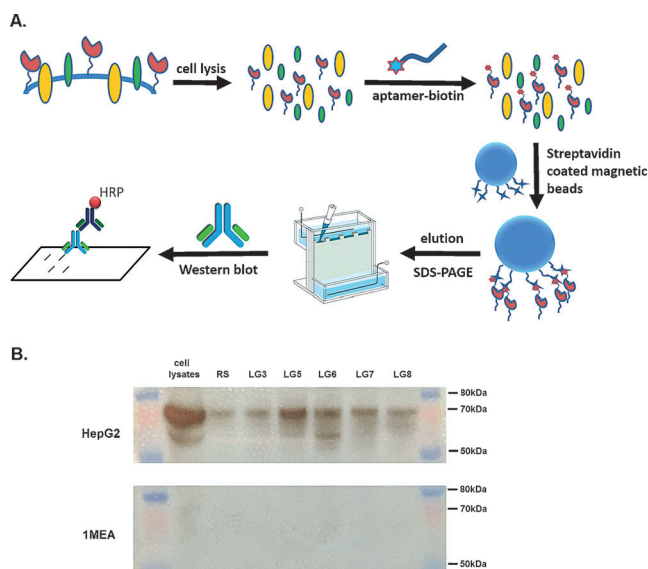 A.
cell lysis
aptamer-biotin
Streptavidin
coated magnetic
beads
elution
SDS-PAGE
Western blot
HRP
B.
cell
lysates
RS
LG3
LG5
LG6
LG7
LG8
HepG2
80kDa
70kDa
50kDa
1MEA
80kDa
70kDa
50kDa